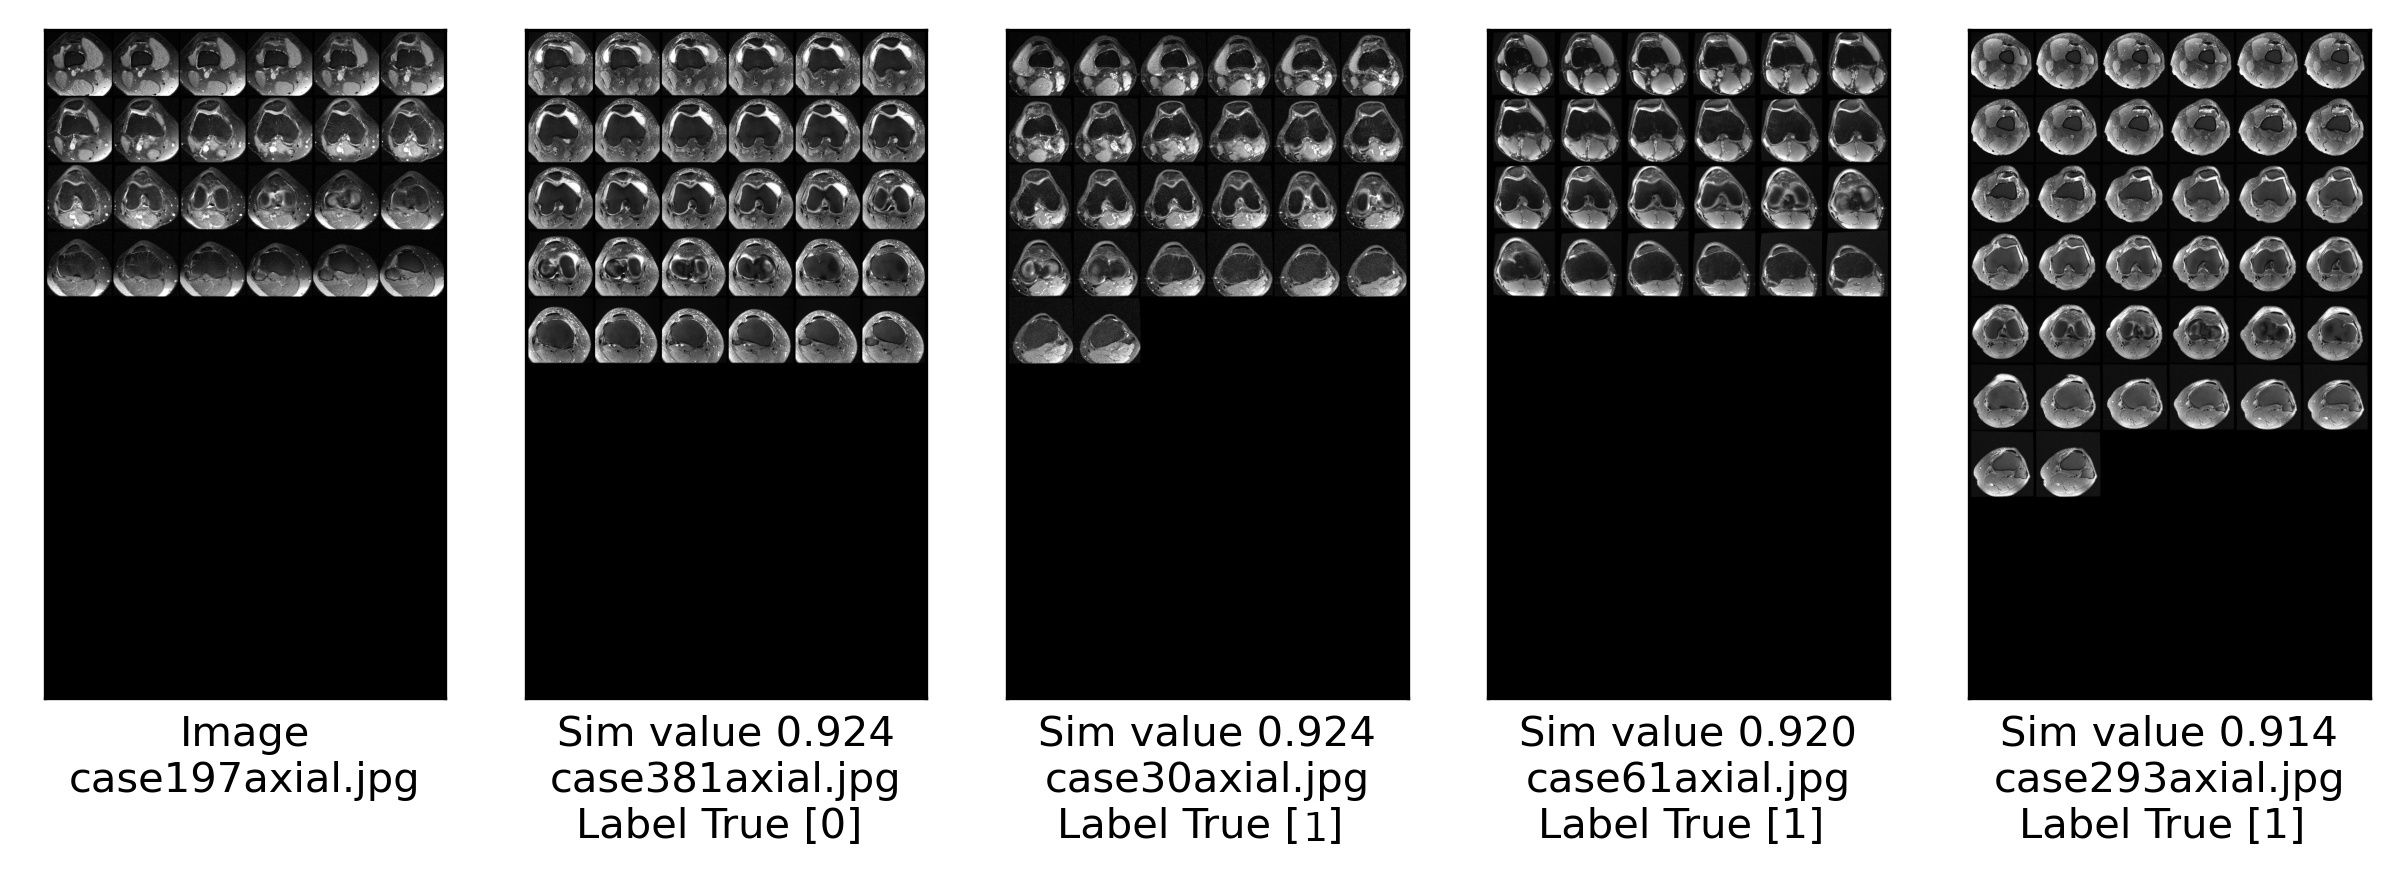 Image
case197axial.jpg
Sim value 0.924
case381axial.jpg
Label True [0]
Sim value 0.924
case30axial.jpg
Label True [1]
Sim value 0.920
case61axial.jpg
Label True [1]
Sim value 0.914
case293axial.jpg
Label True [1]